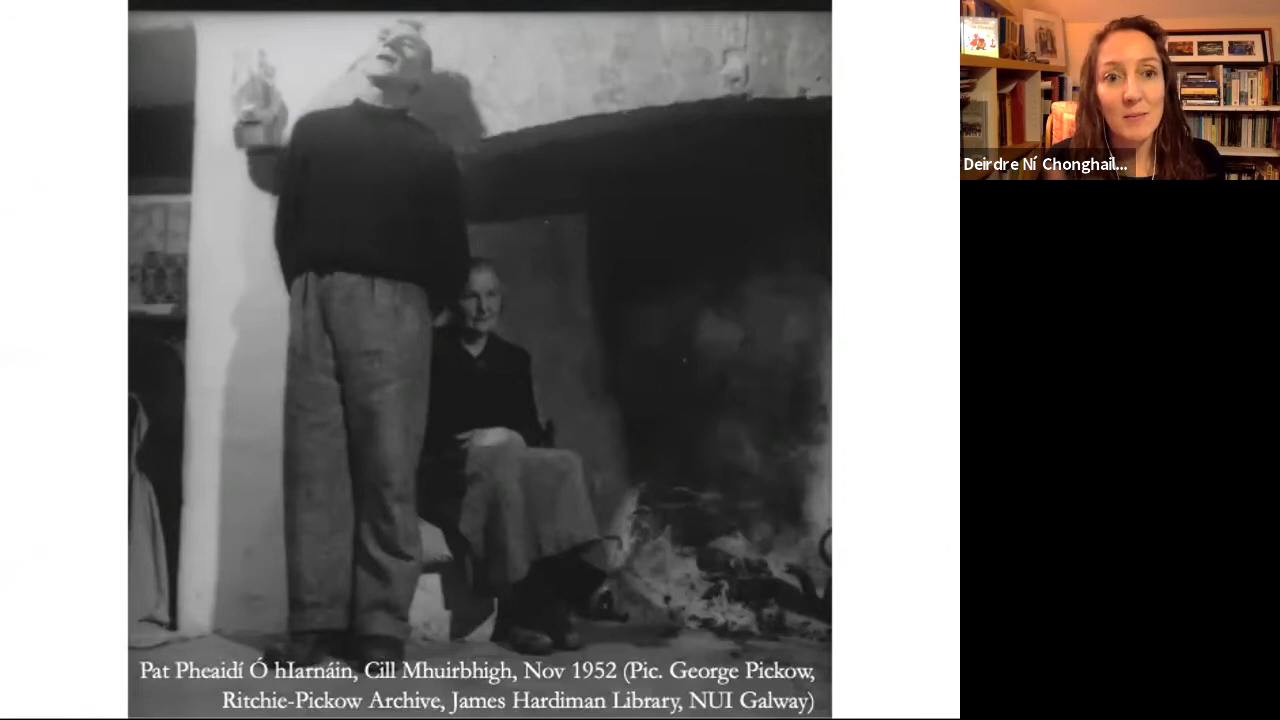 Deirdre Ní Chonghail...
Pat Pheaidí Ó hIarnáin, Cill Mhuirbhigh, Nov 1952 (Pic. George Pickow,
Ritchie-Pickow Archive, James Hardiman Library, NUI Galway)